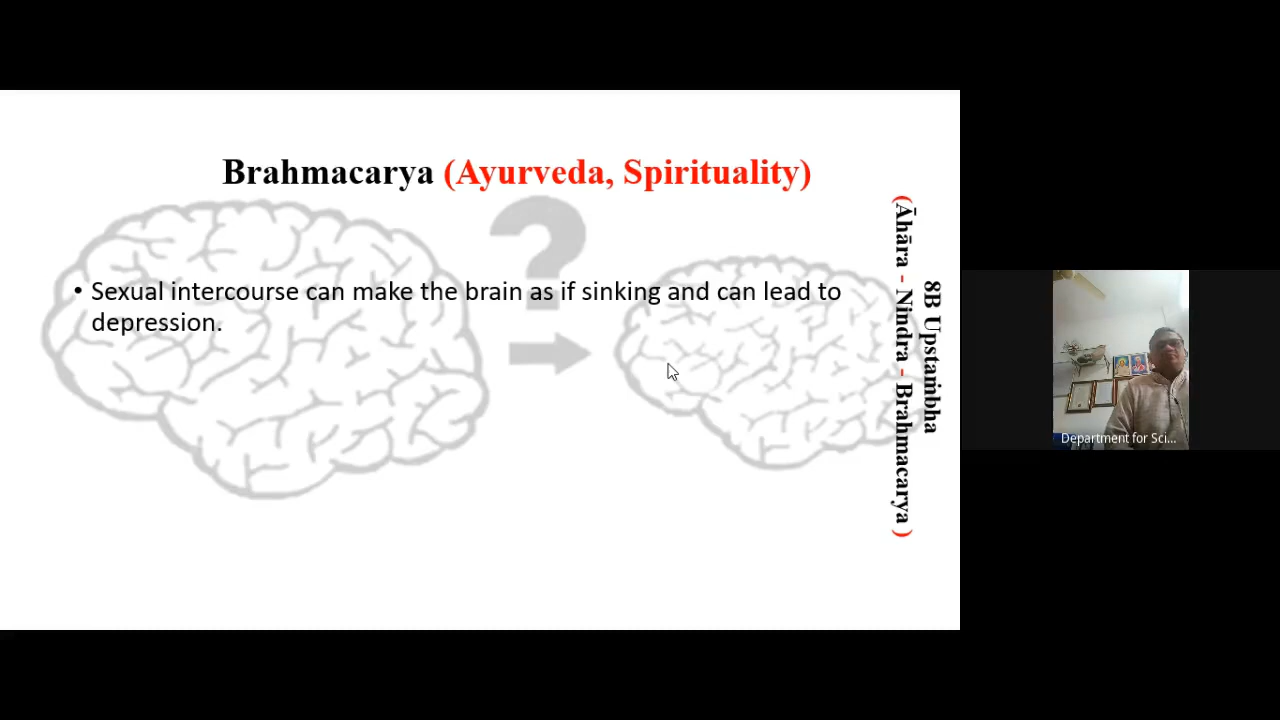 Brahmacarya (Ayurveda, Spirituality)
?
• Sexual intercourse can make the brain as if sinking and can lead to
depression.
8B Upstaṁbha
(Āhāra - Nindra - Brahmacarya )
Department for Sci...